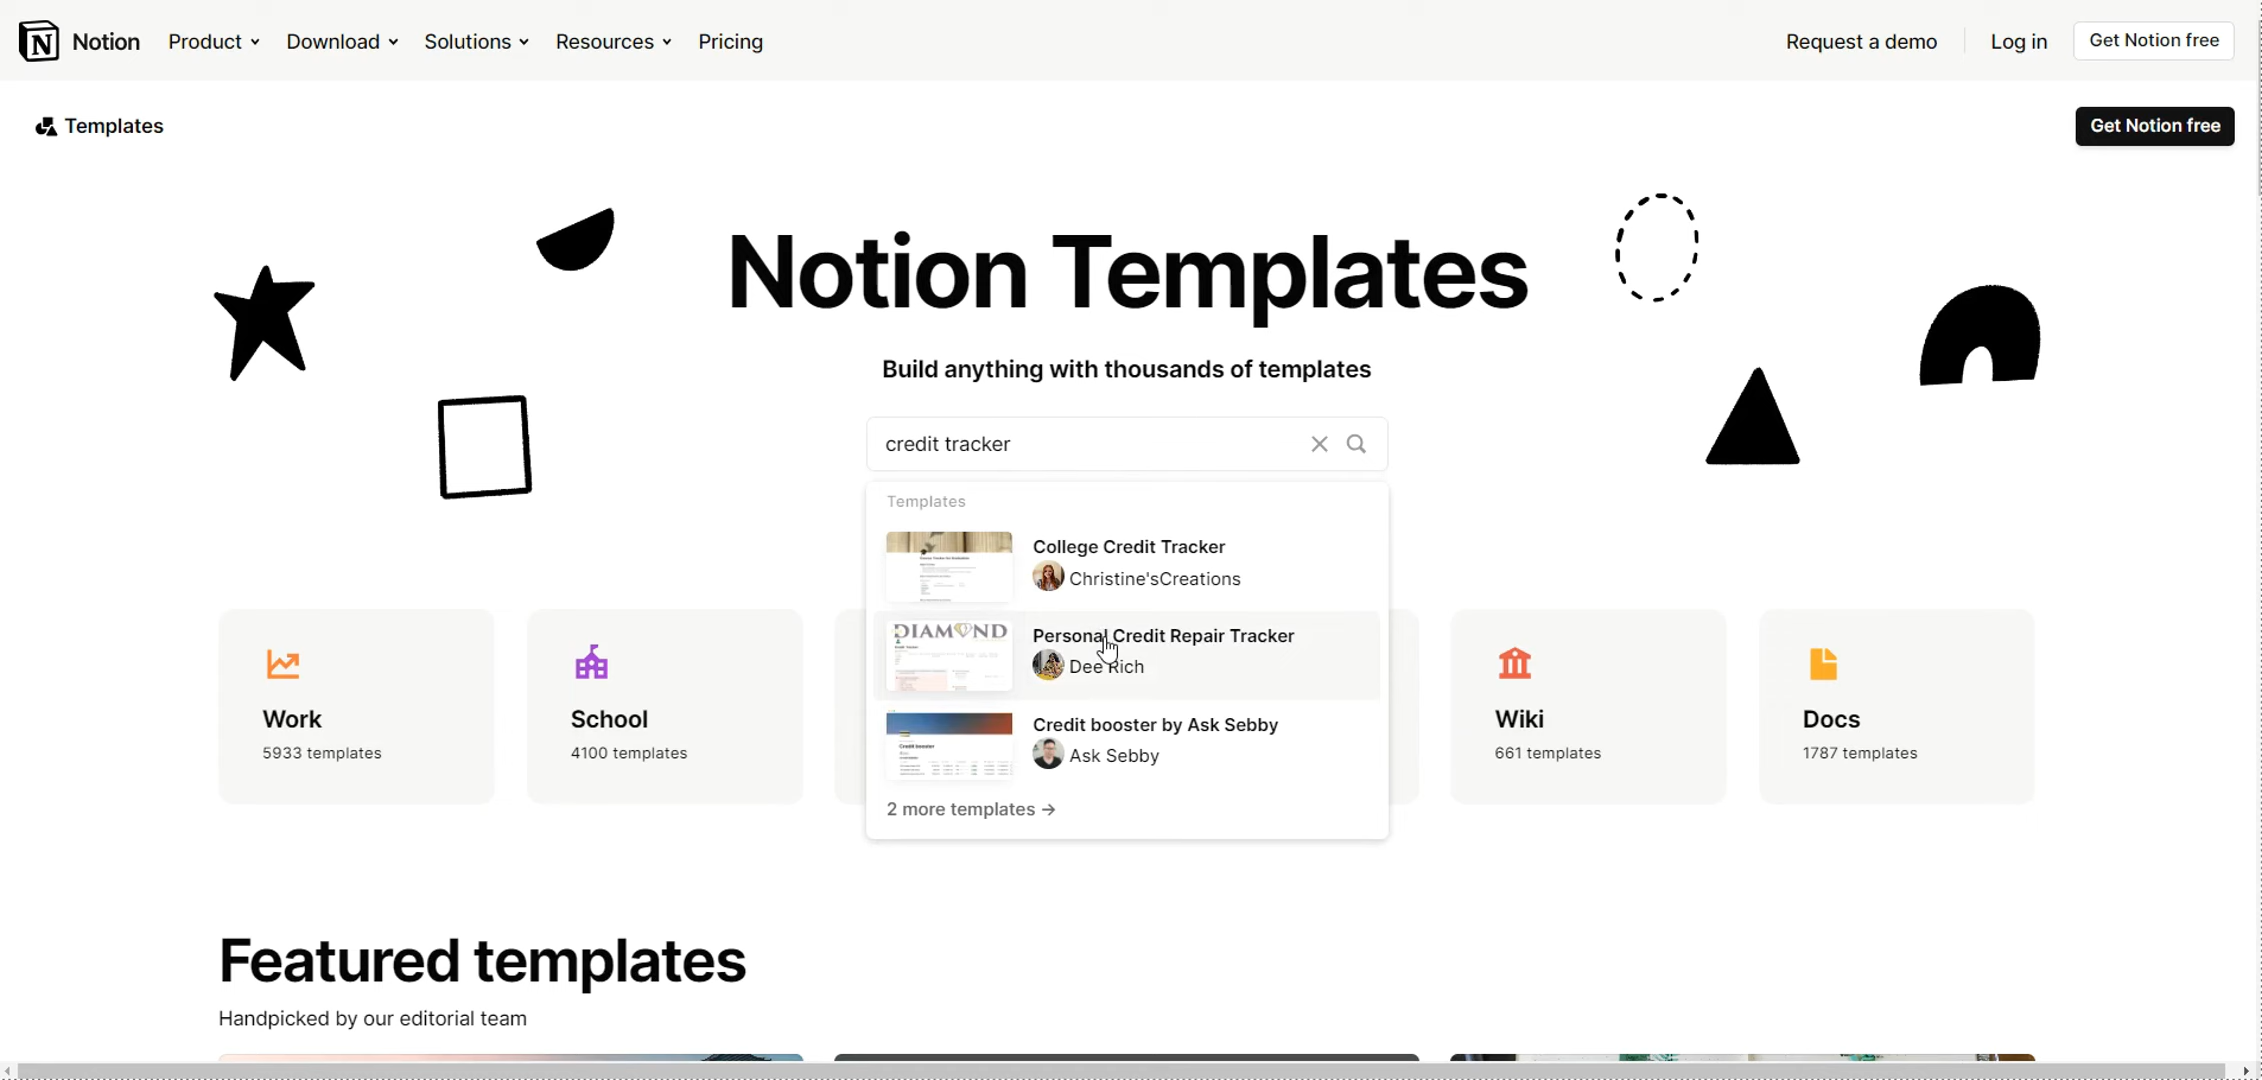 Notion Product Download Solutions Resources Pricing Request a demo Log in Get Notion free
Templates Get Notion free
Notion Templates
Build anything with thousands of templates
credit tracker
Templates
College Credit Tracker
Christine'sCreations
DIAMOND
Personal Credit Repair Tracker
Dee Rich
Credit booster
Credit booster by Ask Sebby
Ask Sebby
2 more templates →
Work
5933 templates
School
4100 templates
Wiki
661 templates
Docs
1787 templates
Featured templates
Handpicked by our editorial team